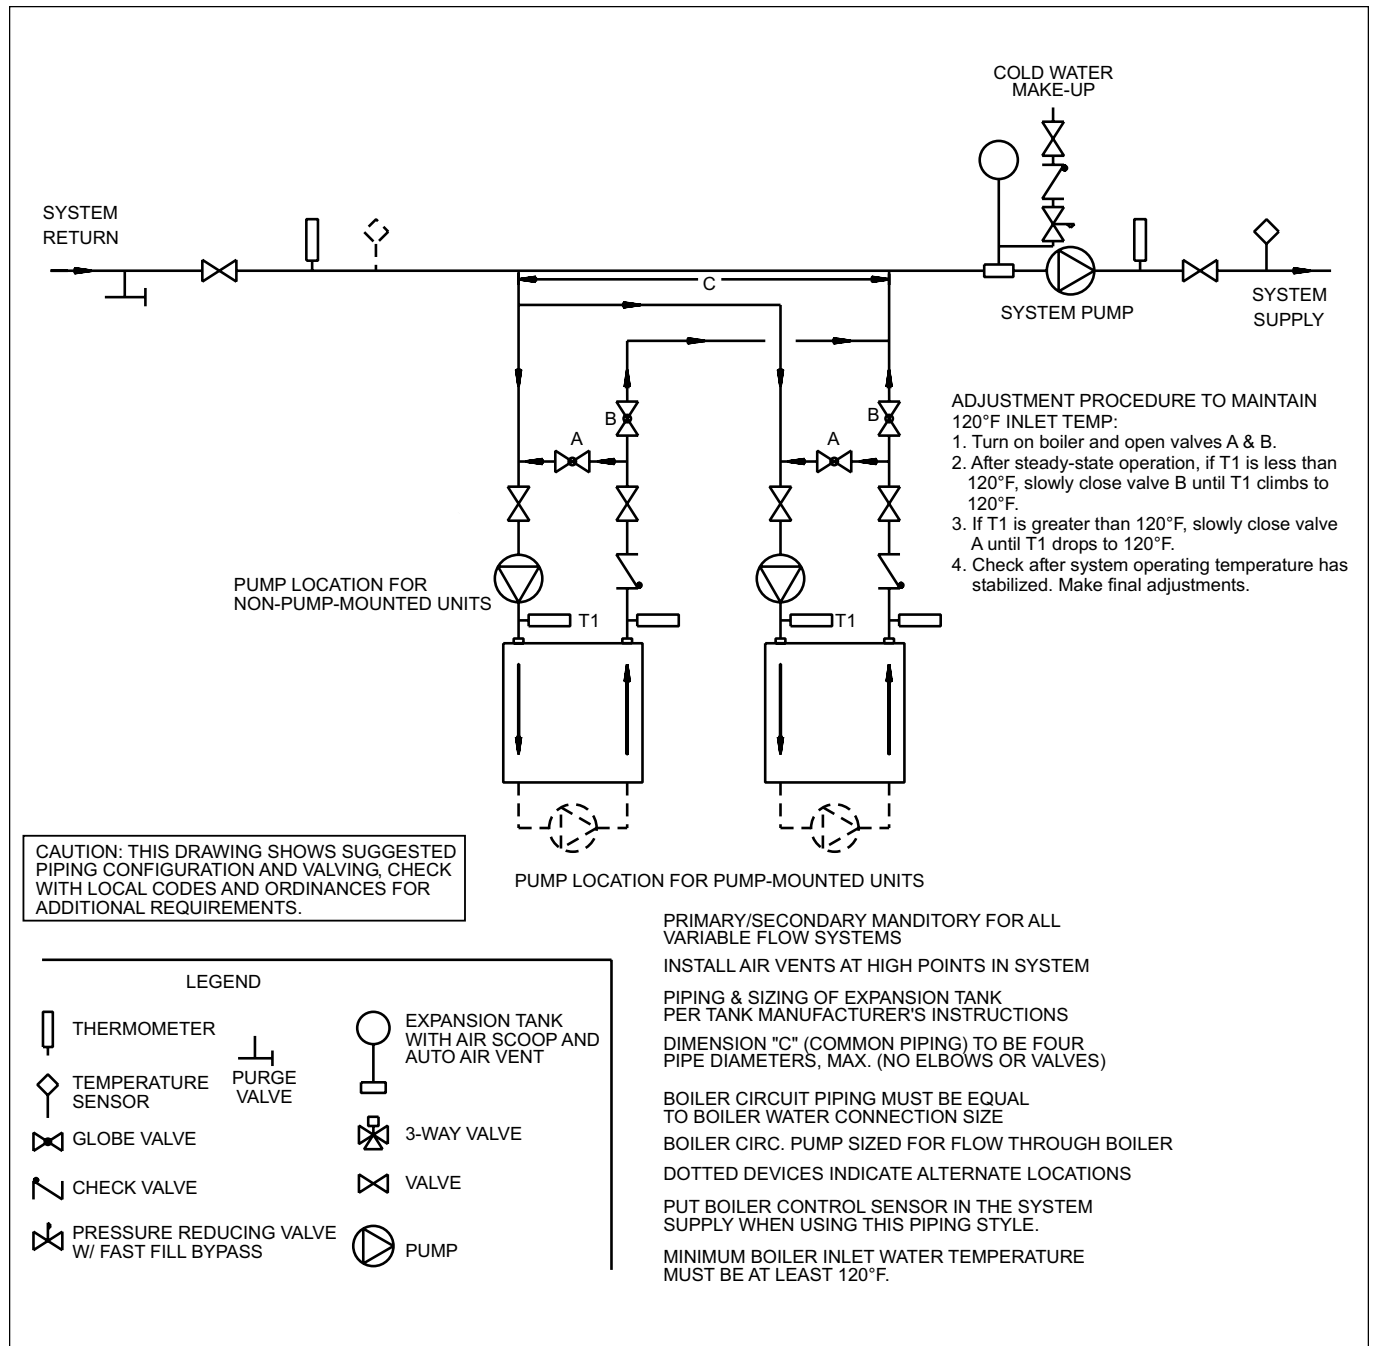 COLD WATER
MAKE-UP
SYSTEM
RETURN
C
SYSTEM PUMP
SYSTEM
SUPPLY
B
A
B
A
ADJUSTMENT PROCEDURE TO MAINTAIN
120°F INLET TEMP:
1. Turn on boiler and open valves A & B.
2. After steady-state operation, if T1 is less than
120°F, slowly close valve B until T1 climbs to
120°F.
3. If T1 is greater than 120°F, slowly close valve
A until T1 drops to 120°F.
4. Check after system operating temperature has
stabilized. Make final adjustments.
PUMP LOCATION FOR
NON-PUMP-MOUNTED UNITS
T1
T1
CAUTION: THIS DRAWING SHOWS SUGGESTED
PIPING CONFIGURATION AND VALVING, CHECK
WITH LOCAL CODES AND ORDINANCES FOR
ADDITIONAL REQUIREMENTS.
PUMP LOCATION FOR PUMP-MOUNTED UNITS
LEGEND
THERMOMETER
TEMPERATURE
SENSOR
PURGE
VALVE
GLOBE VALVE
CHECK VALVE
PRESSURE REDUCING VALVE
W/ FAST FILL BYPASS
EXPANSION TANK
WITH AIR SCOOP AND
AUTO AIR VENT
3-WAY VALVE
VALVE
PUMP
PRIMARY/SECONDARY MANDITORY FOR ALL
VARIABLE FLOW SYSTEMS
INSTALL AIR VENTS AT HIGH POINTS IN SYSTEM
PIPING & SIZING OF EXPANSION TANK
PER TANK MANUFACTURER'S INSTRUCTIONS
DIMENSION "C" (COMMON PIPING) TO BE FOUR
PIPE DIAMETERS, MAX. (NO ELBOWS OR VALVES)
BOILER CIRCUIT PIPING MUST BE EQUAL
TO BOILER WATER CONNECTION SIZE
BOILER CIRC. PUMP SIZED FOR FLOW THROUGH BOILER
DOTTED DEVICES INDICATE ALTERNATE LOCATIONS
PUT BOILER CONTROL SENSOR IN THE SYSTEM
SUPPLY WHEN USING THIS PIPING STYLE.
MINIMUM BOILER INLET WATER TEMPERATURE
MUST BE AT LEAST 120°F.